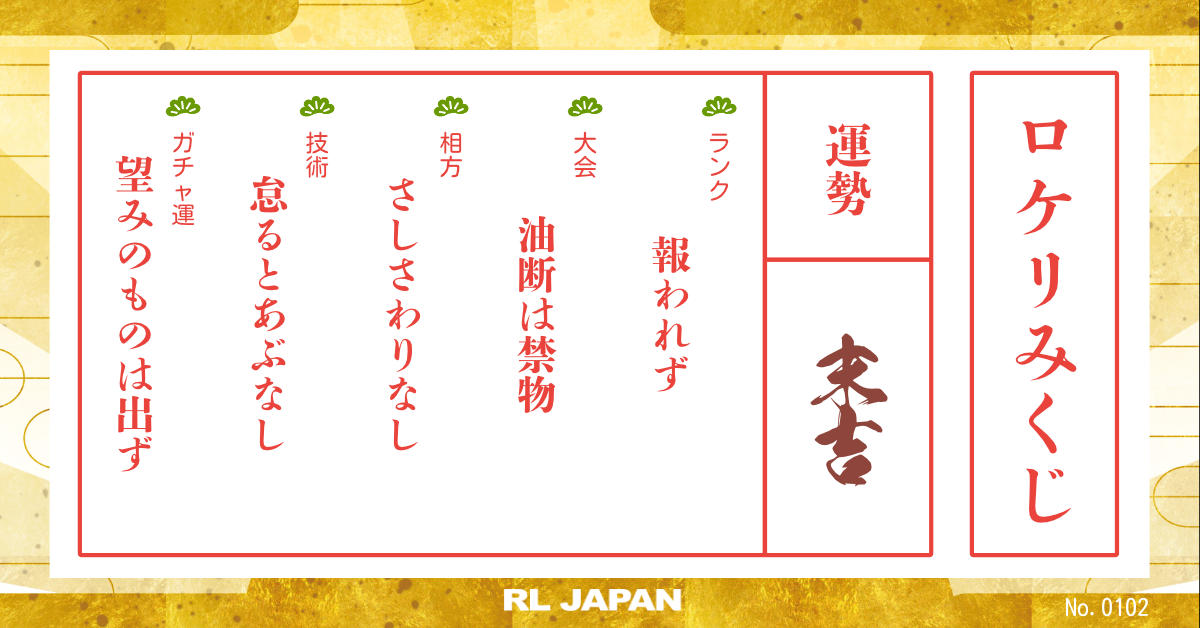 ロケリみくじ
運勢
末吉
ランク
報われず
大会
油断は禁物
相方
さしさわりなし
技術
怠るとあぶなし
ガチャ運
望みのものは出ず
RL JAPAN
No. 0102